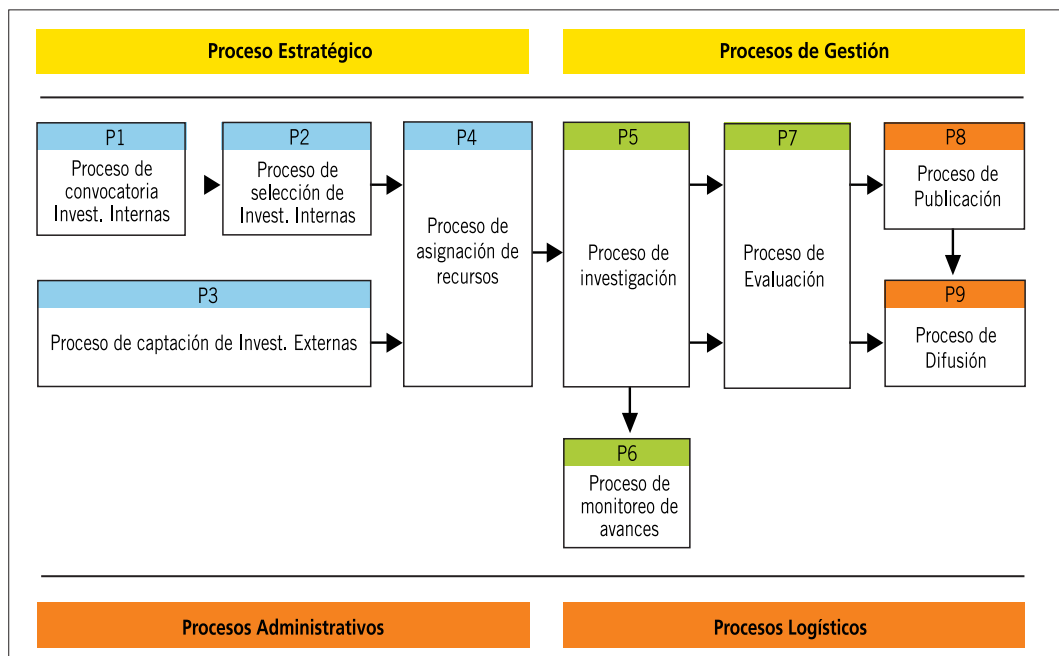 Proceso Estratégico
Procesos de Gestión
P1
Proceso de
convocatoria
Invest. Internas
P2
Proceso de
selección de
Invest. Internas
P3
Proceso de captación de Invest. Externas
P4
Proceso de
asignación de
recursos
P5
Proceso de
investigación
P6
Proceso de
monitoreo de
avances
P7
Proceso de
Evaluación
P8
Proceso de
Publicación
P9
Proceso de
Difusión
Procesos Administrativos
Procesos Logísticos